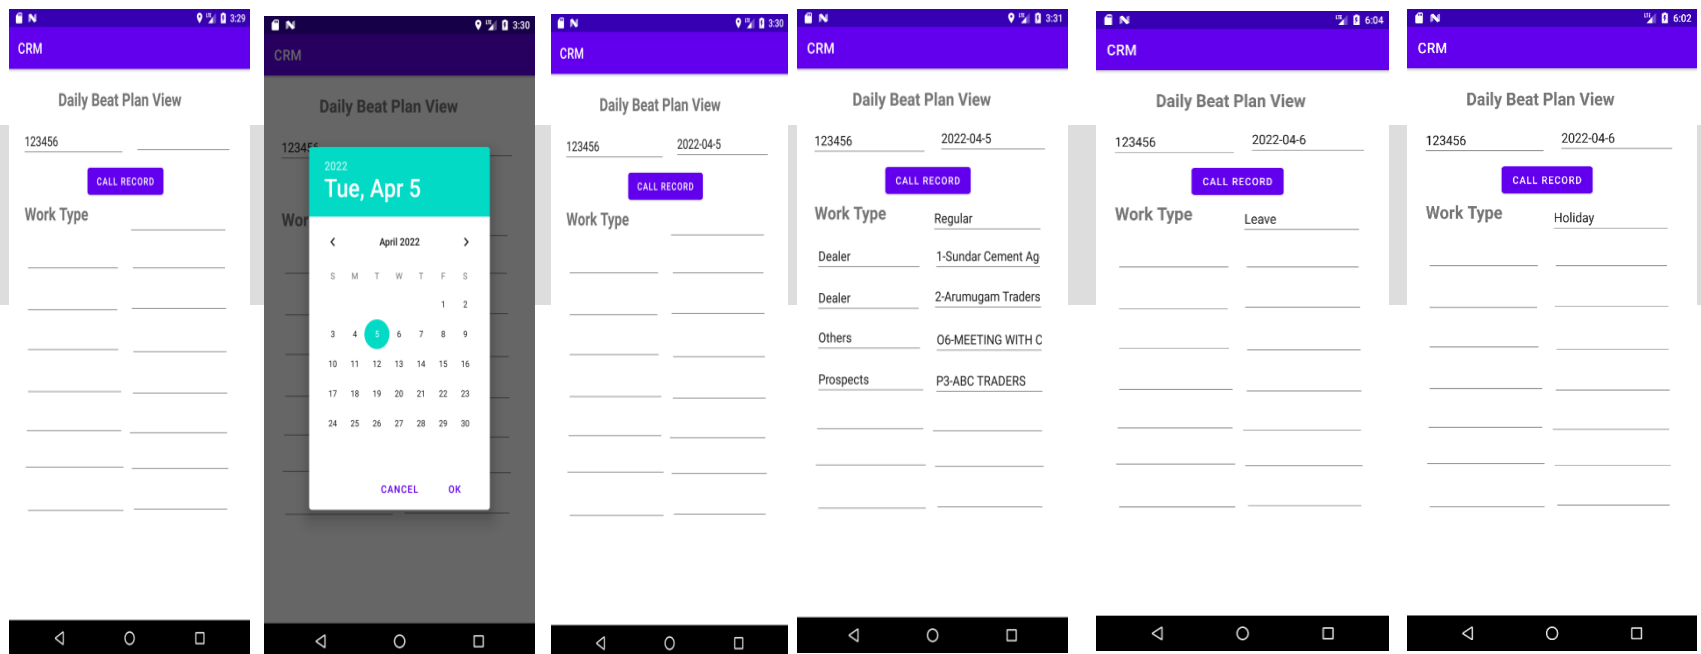 3:29
CRM
Daily Beat Plan View
123456
CALL RECORD
Work Type
3:30
CRM
Daily Beat Plan View
123456
2022
Tue, Apr 5
Wor
April 2022
S M T W T F S
1 2
3 4 5 6 7 8 9
10 11 12 13 14 15 16
17 18 19 20 21 22 23
24 25 26 27 28 29 30
CANCEL OK
3:30
CRM
Daily Beat Plan View
123456 2022-04-5
CALL RECORD
Work Type
3:31
CRM
Daily Beat Plan View
123456 2022-04-5
CALL RECORD
Work Type Regular
Dealer 1-Sundar Cement Ag
Dealer 2-Arumugam Traders
Others O6-MEETING WITH C
Prospects P3-ABC TRADERS
LTE 6:04
CRM
Daily Beat Plan View
123456 2022-04-6
CALL RECORD
Work Type Leave
LTE 6:02
CRM
Daily Beat Plan View
123456 2022-04-6
CALL RECORD
Work Type Holiday